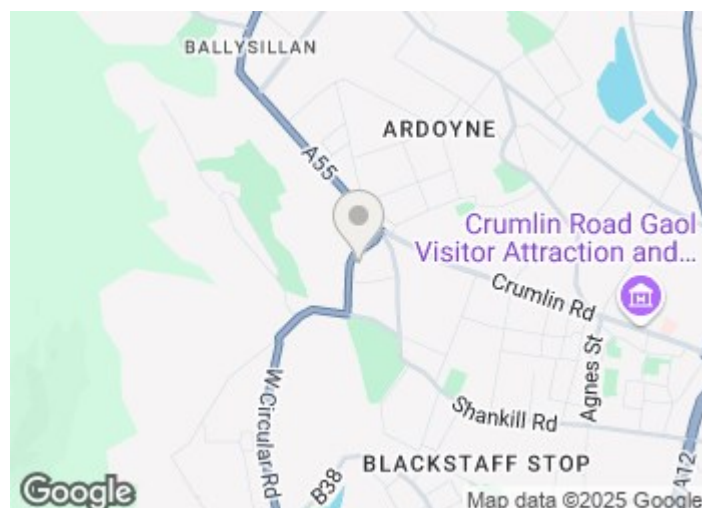 BALLYSILLAN
ARDOYNE
A55
Crumlin Road Gaol
Visitor Attraction and...
Crumlin Rd
Agnes St
W Circular Rd
Shankill Rd
B38
BLACKSTAFF STOP
A12
Google
Map data ©2025 Google